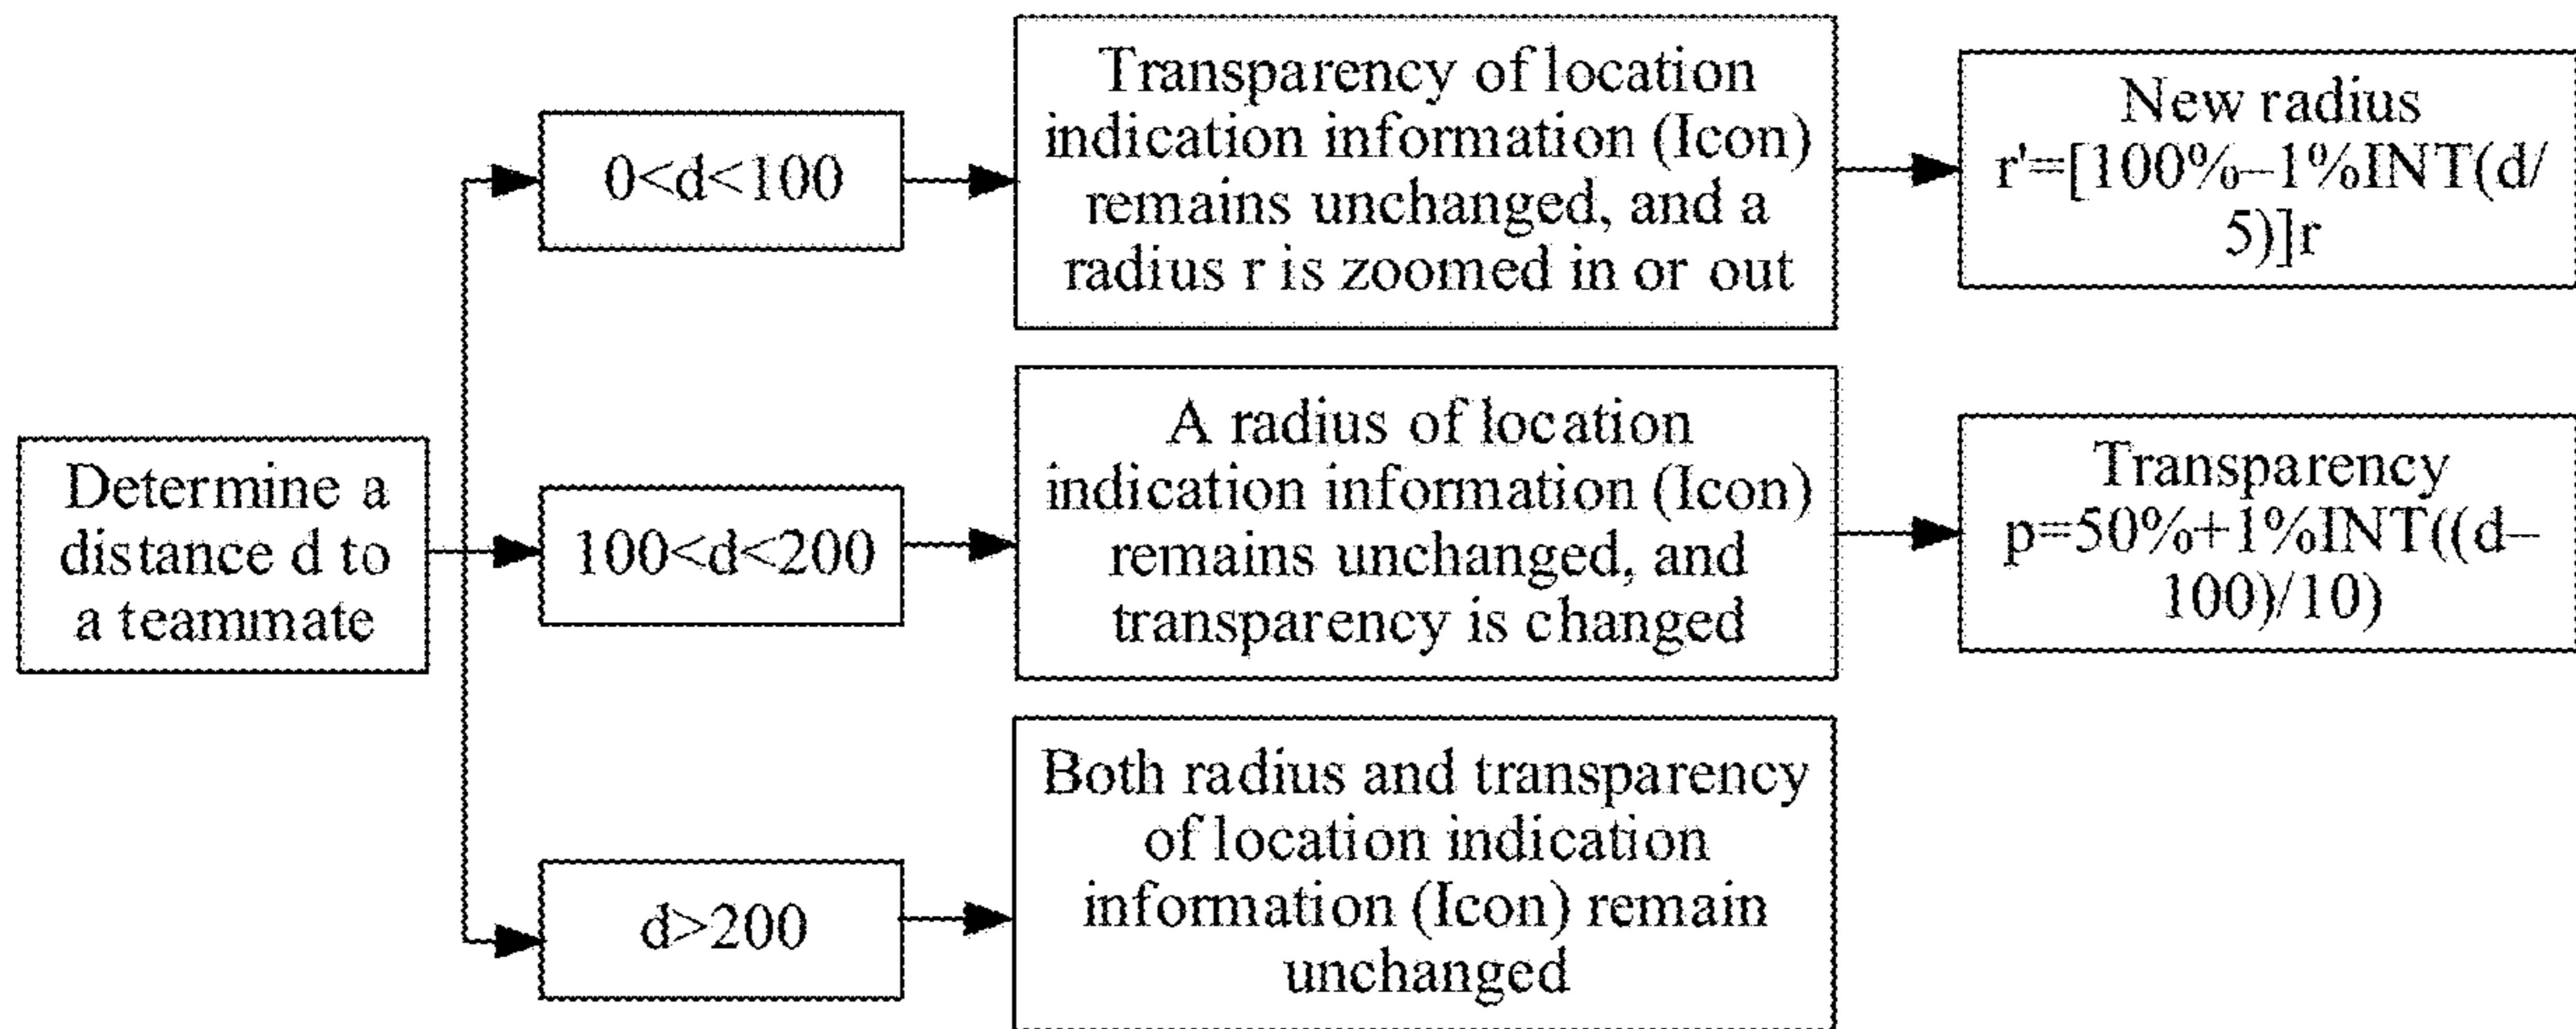 Determine a
distance d to
a teammate
0<d<100
Transparency of location
indication information (Icon)
remains unchanged, and a
radius r is zoomed in or out
New radius
r'=[100%–1%INT(d/
5)]r
100<d<200
A radius of location
indication information (Icon)
remains unchanged, and
transparency is changed
Transparency
p=50%+1%INT((d–
100)/10)
d>200
Both radius and transparency
of location indication
information (Icon) remain
unchanged